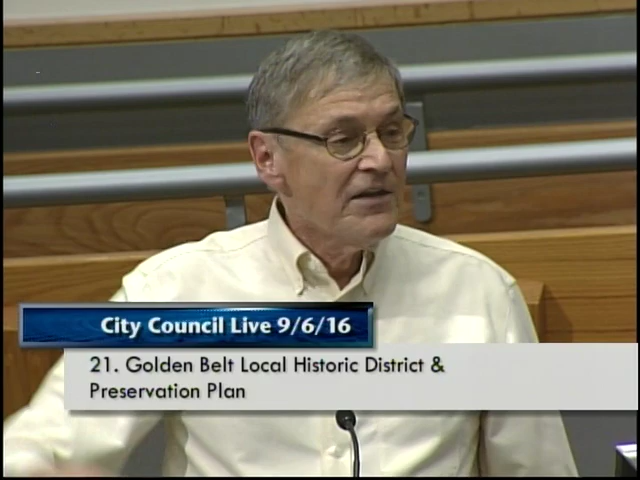 City Council Live 9/6/16
21. Golden Belt Local Historic District &
Preservation Plan